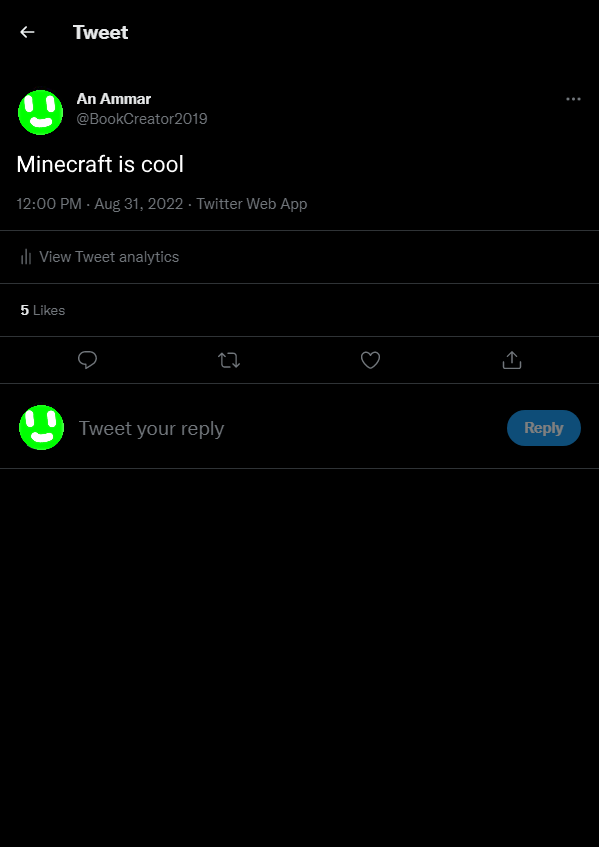 Tweet
An Ammar
@BookCreator2019
Minecraft is cool
12:00 PM · Aug 31, 2022 · Twitter Web App
View Tweet analytics
5 Likes
Tweet your reply
Reply